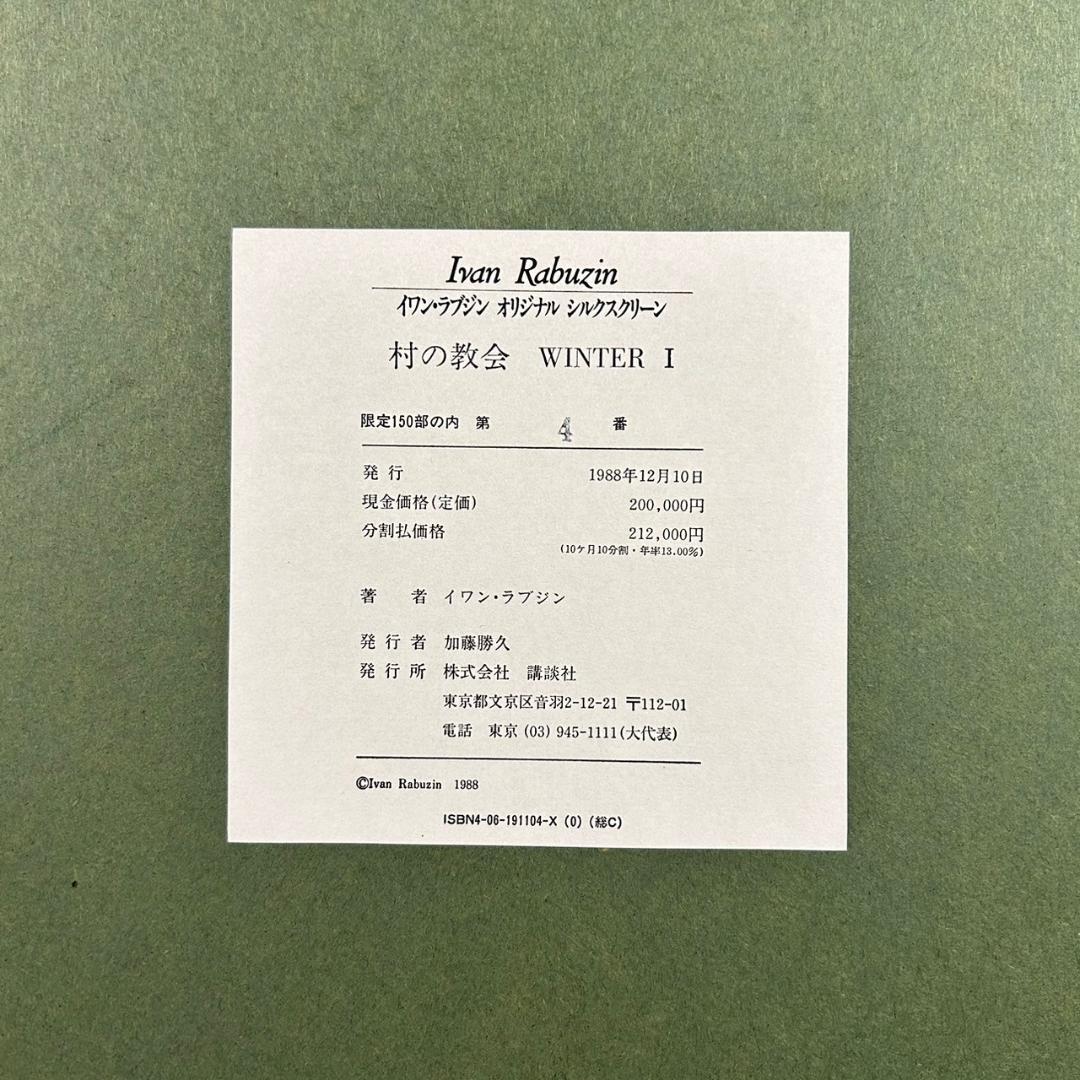 Ivan Rabuzin
イワン・ラブジン オリジナル シルクスクリーン
村の教会 WINTER I
限定150部の内 第 4 番
発行 1988年12月10日
現金価格(定価) 200,000円
分割払価格 212,000円
(10ケ月10分割・年率13.00%)
著者 イワン・ラブジン
発行者 加藤勝久
発行所 株式会社 講談社
東京都文京区音羽2-12-21 〒112-01
電話 東京 (03) 945-1111(大代表)
©Ivan Rabuzin 1988
ISBN4-06-191104-X (0) (総C)